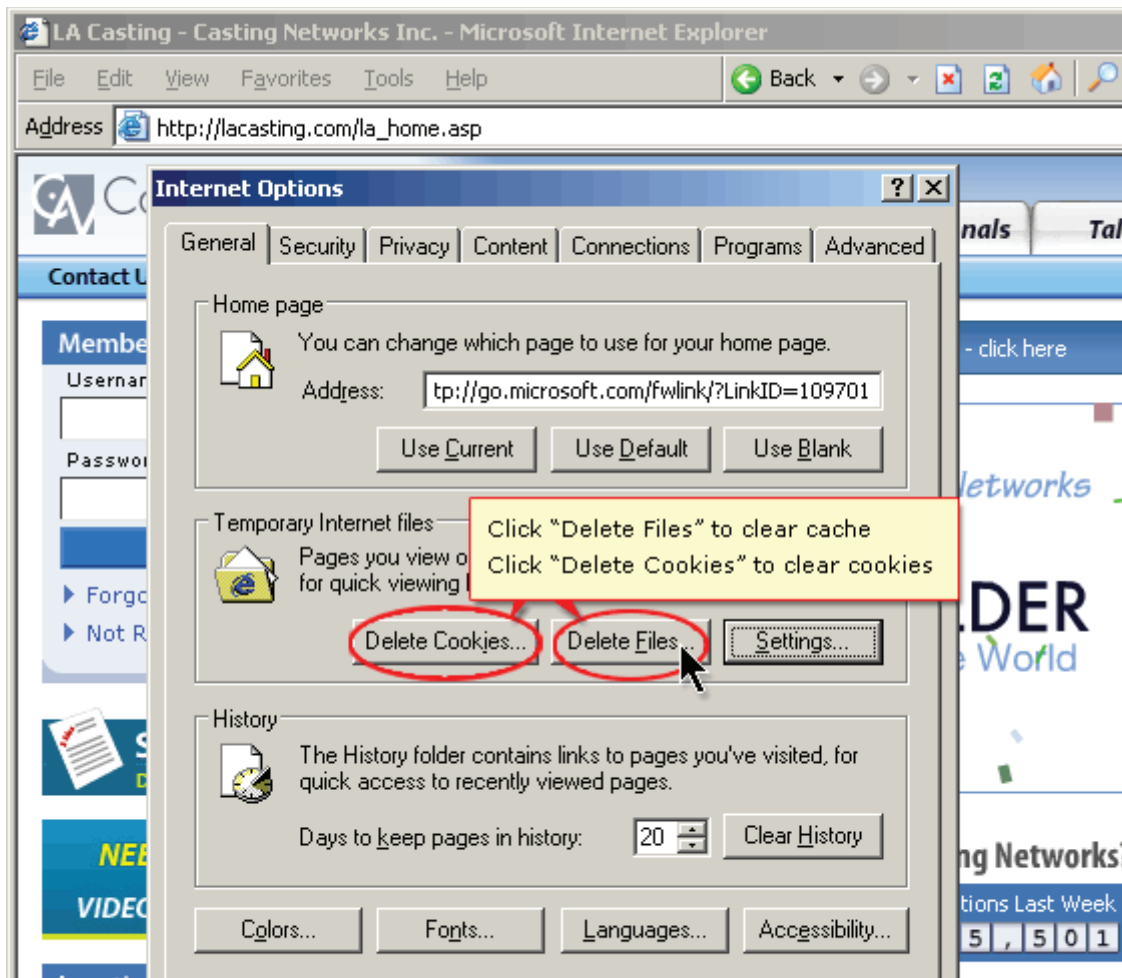 LA Casting - Casting Networks Inc. - Microsoft Internet Explorer
File Edit View Favorites Tools Help Back
Address http://lacasting.com/la_home.asp
Internet Options ? X
General Security Privacy Content Connections Programs Advanced
nals Tal
Contact U
Home page
Membe
You can change which page to use for your home page.
- click here
Usernar
Address: tp://go.microsoft.com/fwlink/?LinkID=109701
Use Current Use Default Use Blank
Passwor
letworks
Temporary Internet files
Click “Delete Files” to clear cache
Click “Delete Cookies” to clear cookies
Pages you view o
for quick viewing
Forgo
LDER
Not R
Delete Cookies... Delete Files... Settings...
e World
History
The History folder contains links to pages you've visited, for
quick access to recently viewed pages.
S
D
Days to keep pages in history: 20 Clear History
NEE
ng Networks?
VIDEO
tions Last Week
Colors... Fonts... Languages... Accessibility...
5,501